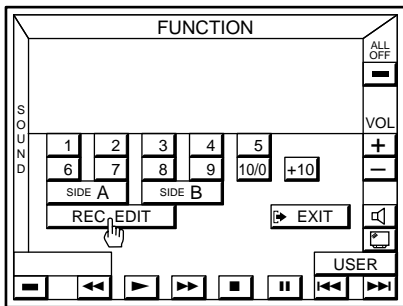 FUNCTION
ALL
OFF
SOUND
VOL
1 2 3 4 5
+
6 7 8 9 10/0 +10
−
SIDE A SIDE B
REC EDIT EXIT
USER